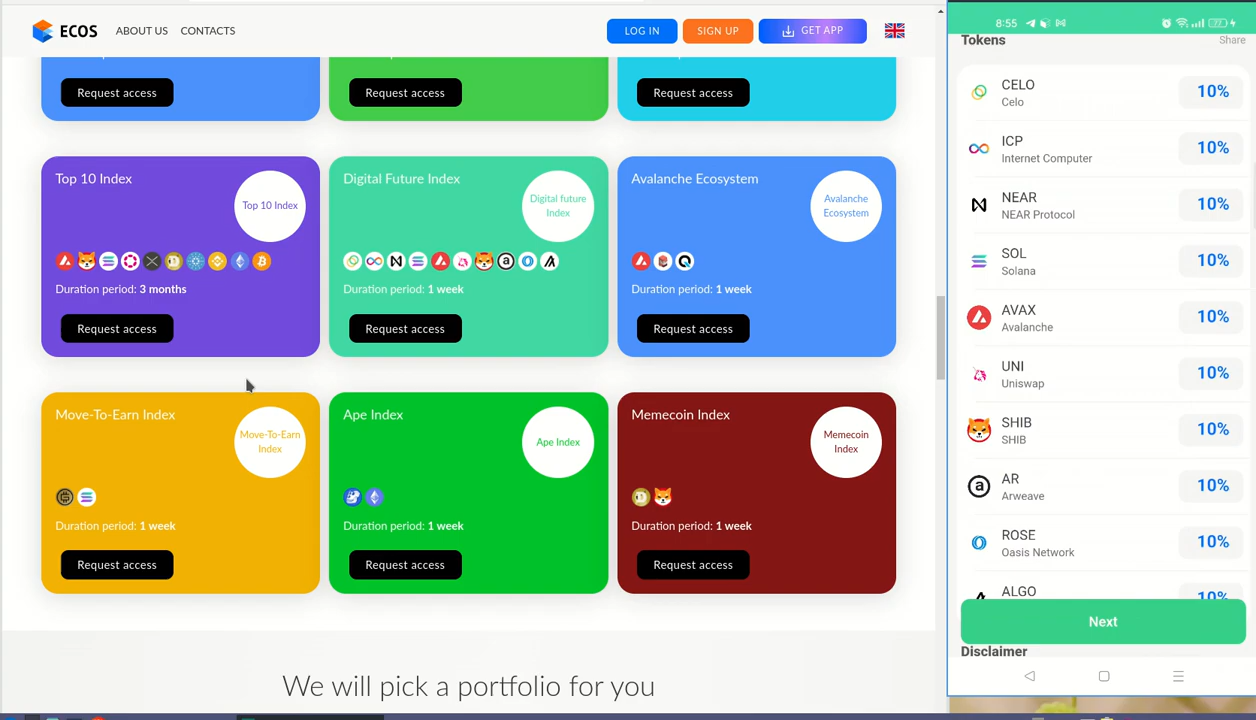 ECOS
ABOUT US
CONTACTS
LOG IN
SIGN UP
GET APP
Request access
Request access
Request access
Top 10 Index
Top 10 Index
Duration period: 3 months
Request access
Digital Future Index
Digital future
Index
Duration period: 1 week
Request access
Avalanche Ecosystem
Avalanche
Ecosystem
Duration period: 1 week
Request access
Move-To-Earn Index
Move-To-Earn
Index
Duration period: 1 week
Request access
Ape Index
Ape Index
Duration period: 1 week
Request access
Memecoin Index
Memecoin
Index
Duration period: 1 week
Request access
We will pick a portfolio for you
8:55
77
Tokens
Share
CELO
Celo
10%
ICP
Internet Computer
10%
NEAR
NEAR Protocol
10%
SOL
Solana
10%
AVAX
Avalanche
10%
UNI
Uniswap
10%
SHIB
SHIB
10%
AR
Arweave
10%
ROSE
Oasis Network
10%
ALGO
10%
Next
Disclaimer